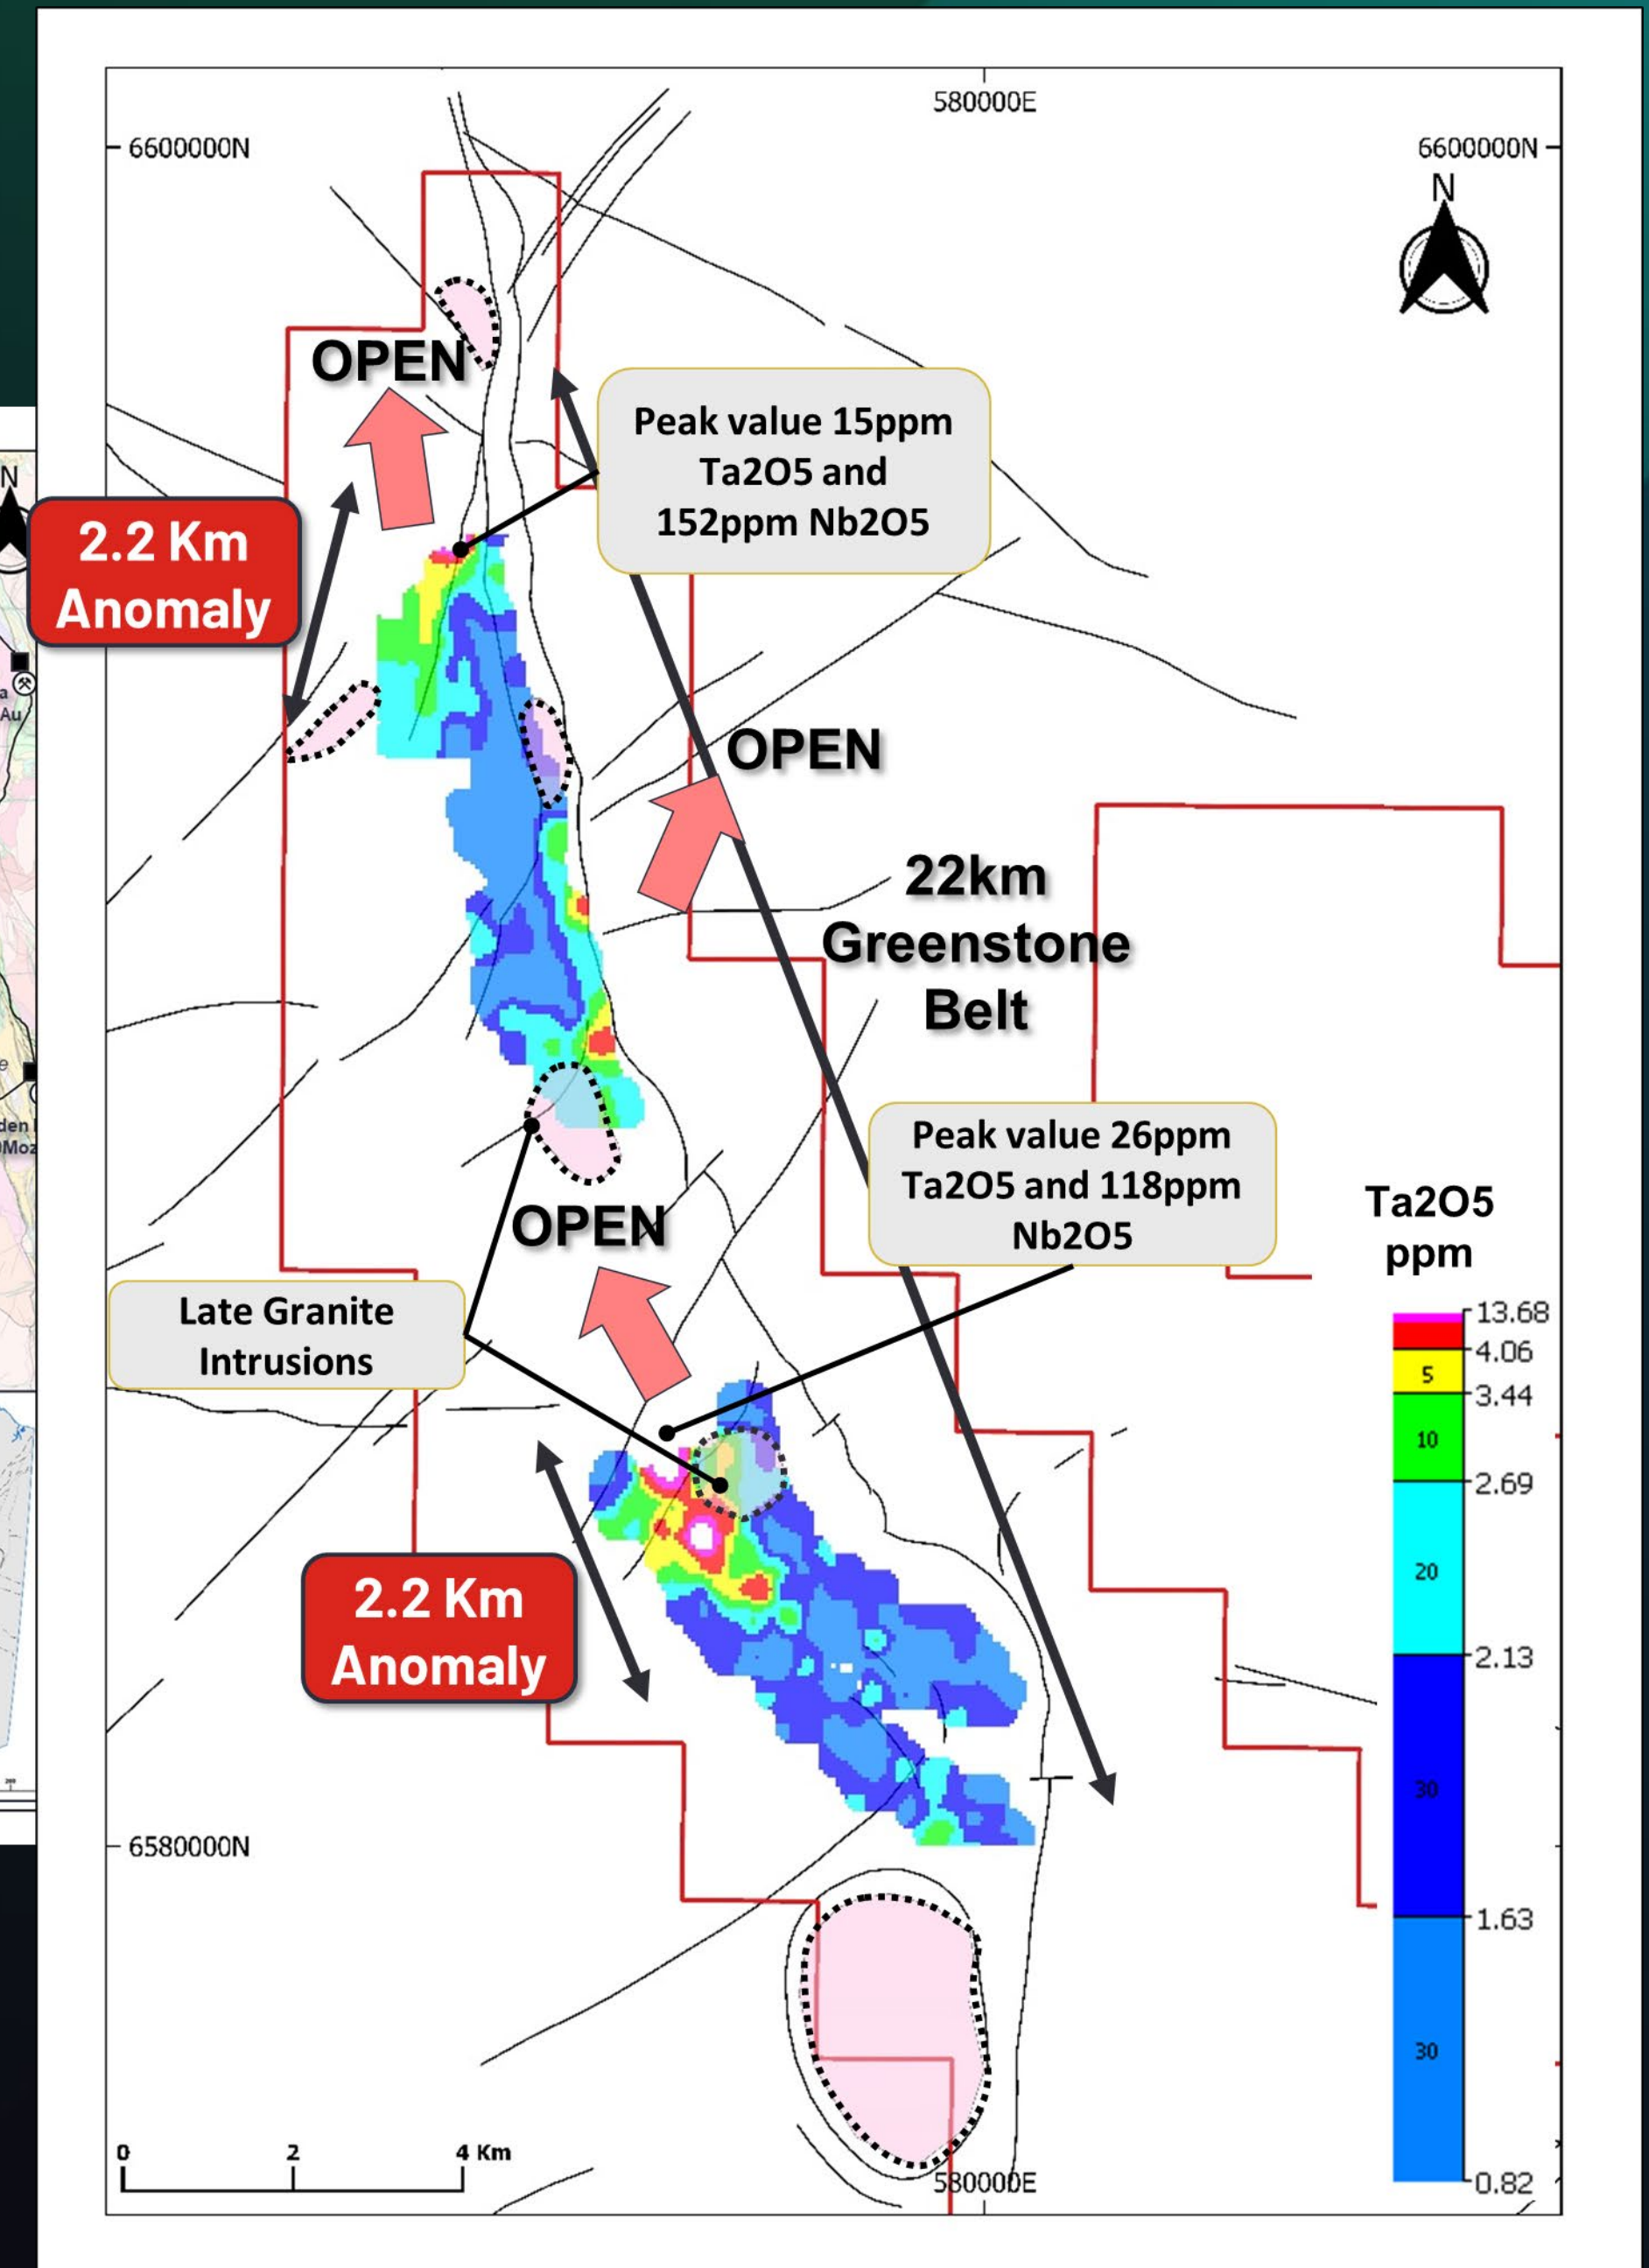 580000E
6600000N
6600000N
N
N
OPEN
Peak value 15ppm
Ta2O5 and
152ppm Nb2O5
2.2 Km
Anomaly
a
Au
OPEN
22km
Greenstone
Belt
Peak value 26ppm
Ta2O5 and 118ppm
Nb2O5
OPEN
Late Granite
Intrusions
2.2 Km
Anomaly
Ta2O5
ppm
13.68
4.06
5
3.44
10
2.69
20
2.13
30
1.63
30
0.82
6580000N
0 2 4 Km
580000E